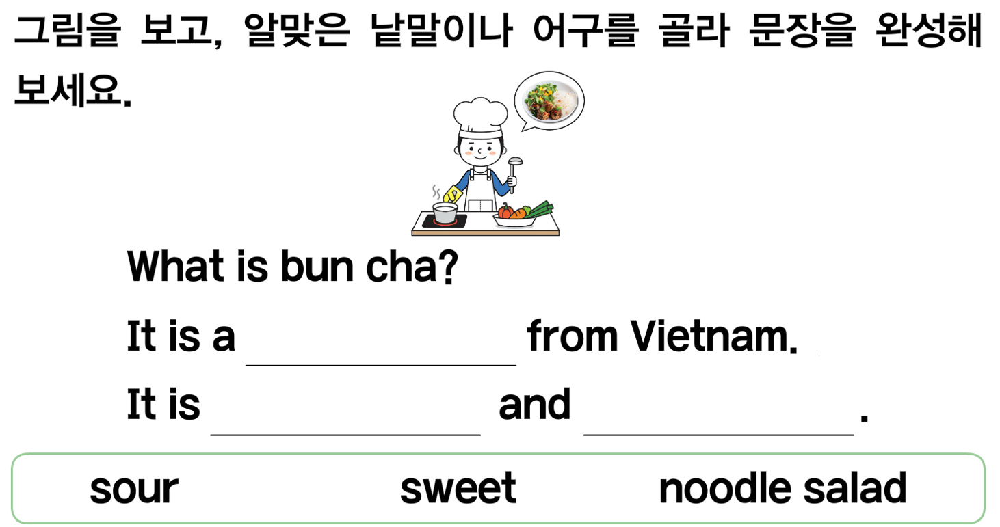 그림을 보고, 알맞은 낱말이나 어구를 골라 문장을 완성해
보세요.
What is bun cha?
It is a ____________ from Vietnam.
It is ____________ and ____________ .
sour sweet noodle salad